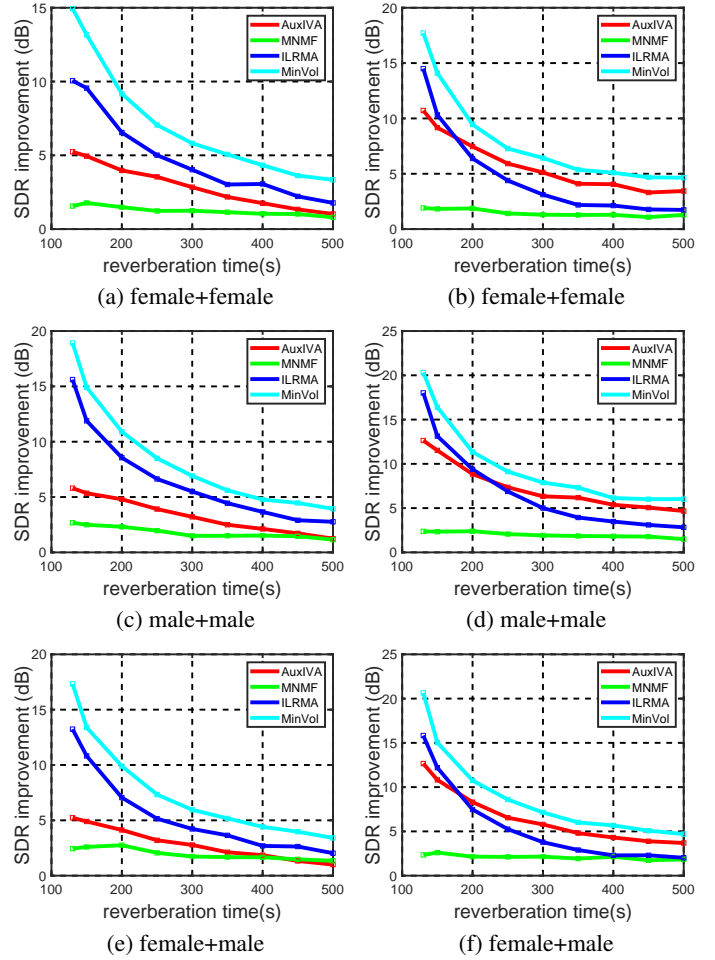 SDR improvement (dB)
15
10
5
0
100 200 300 400 500
reverberation time(s)
AuxIVA
MNMF
ILRMA
MinVol
(a) female+female
SDR improvement (dB)
20
15
10
5
0
100 200 300 400 500
reverberation time(s)
AuxIVA
MNMF
ILRMA
MinVol
(b) female+female
SDR improvement (dB)
20
15
10
5
0
100 200 300 400 500
reverberation time(s)
AuxIVA
MNMF
ILRMA
MinVol
(c) male+male
SDR improvement (dB)
25
20
15
10
5
0
100 200 300 400 500
reverberation time(s)
AuxIVA
MNMF
ILRMA
MinVol
(d) male+male
SDR improvement (dB)
20
15
10
5
0
100 200 300 400 500
reverberation time(s)
AuxIVA
MNMF
ILRMA
MinVol
(e) female+male
SDR improvement (dB)
25
20
15
10
5
0
100 200 300 400 500
reverberation time(s)
AuxIVA
MNMF
ILRMA
MinVol
(f) female+male